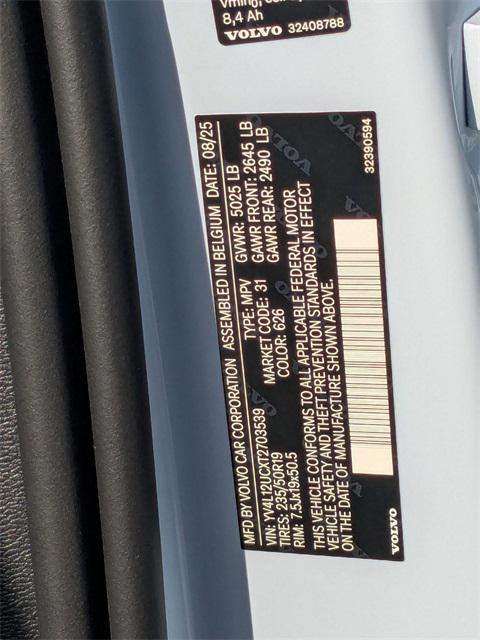 8,4 Ah
VOLVO 32408788
MFD BY VOLVO CAR CORPORATION ASSEMBLED IN BELGIUM DATE: 08/25
VIN: YV4L12UCXT2703539 TYPE: MPV GVWR: 5025 LB
TIRES: 235/50R19 MARKET CODE: 31 GAWR FRONT: 2645 LB
RIM: 7.5Jx19x50.5 COLOR: 626 GAWR REAR: 2490 LB
THIS VEHICLE CONFORMS TO ALL APPLICABLE FEDERAL MOTOR
VEHICLE SAFETY AND THEFT PREVENTION STANDARDS IN EFFECT
ON THE DATE OF MANUFACTURE SHOWN ABOVE.
VOLVO 32390594